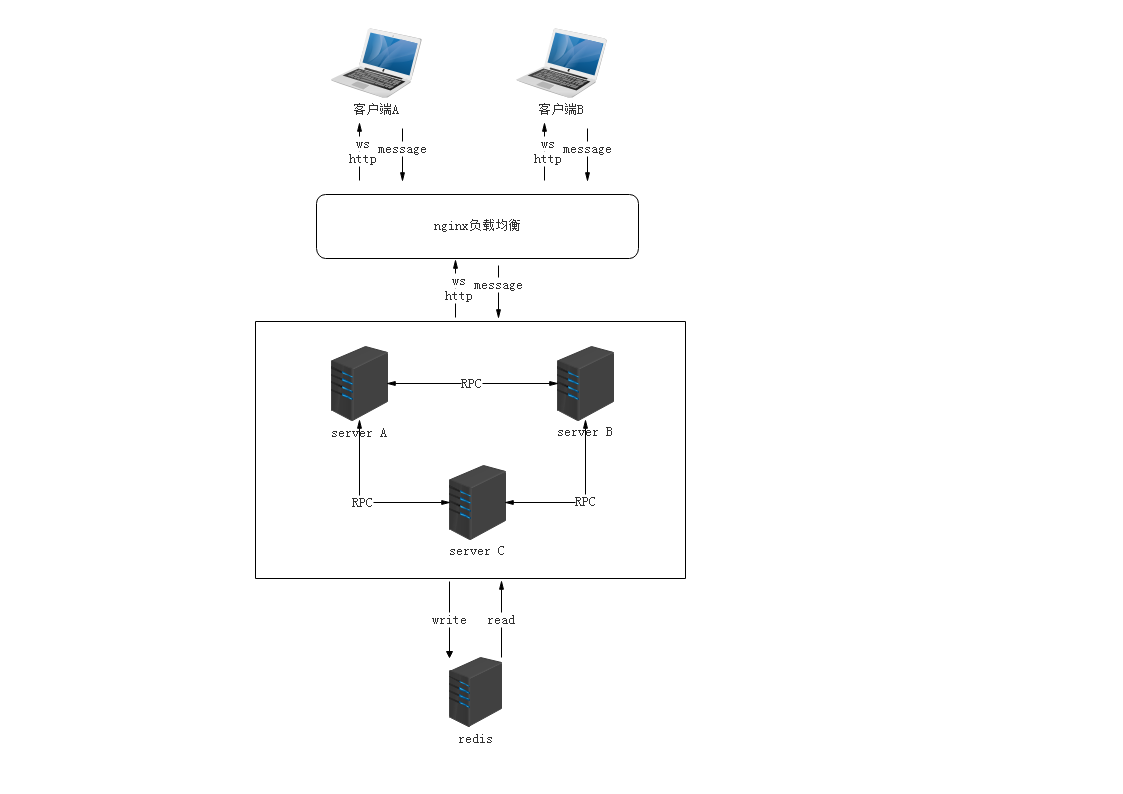 客户端A
客户端B
ws
http
message
ws
http
message
nginx负载均衡
ws
http
message
RPC
server A
server B
RPC
RPC
server C
write
read
redis